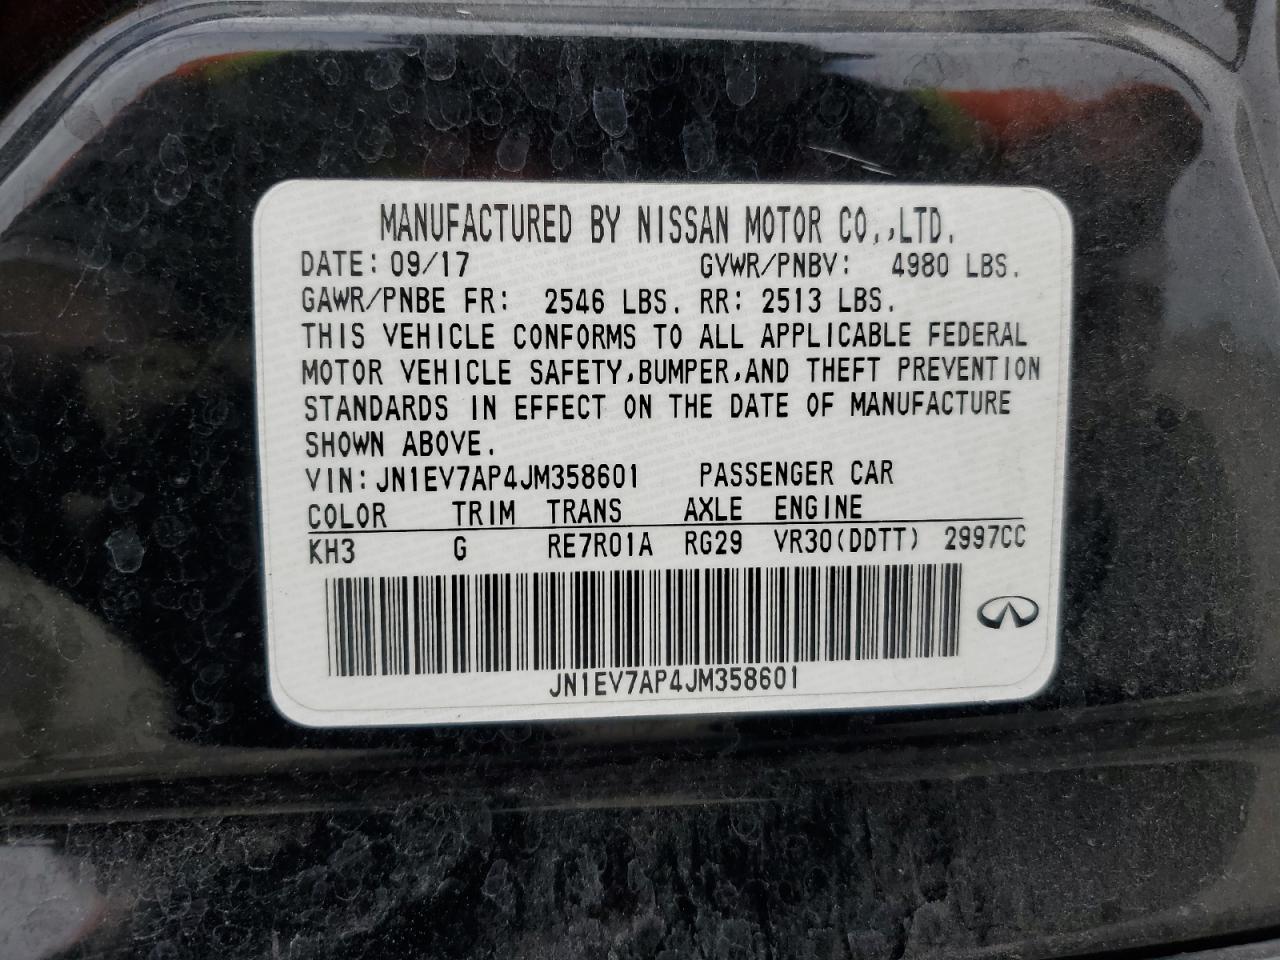 MANUFACTURED BY NISSAN MOTOR CO.,LTD.
DATE: 09/17 GVWR/PNBV: 4980 LBS.
GAWR/PNBE FR: 2546 LBS. RR: 2513 LBS.
THIS VEHICLE CONFORMS TO ALL APPLICABLE FEDERAL
MOTOR VEHICLE SAFETY,BUMPER,AND THEFT PREVENTION
STANDARDS IN EFFECT ON THE DATE OF MANUFACTURE
SHOWN ABOVE.
VIN:JN1EV7AP4JM358601 PASSENGER CAR
COLOR TRIM TRANS AXLE ENGINE
KH3 G RE7R01A RG29 VR30(DDTT) 2997CC
JN1EV7AP4JM358601